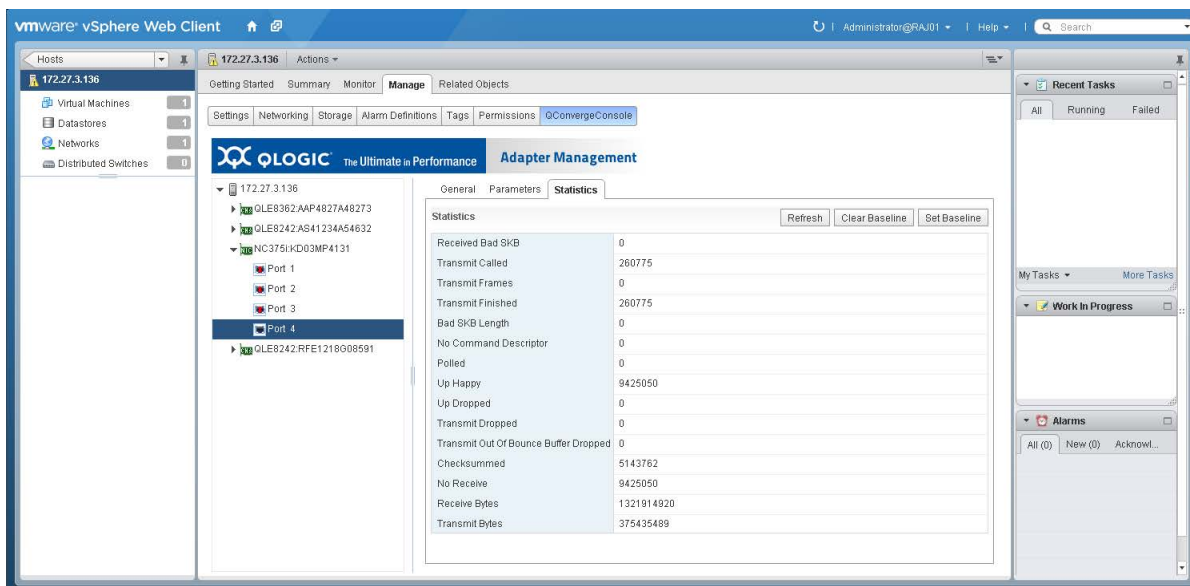 vmware® vSphere Web Client
Administrator@RAJ01
Help
Search
Hosts
172.27.3.136
Virtual Machines 1
Datastores 1
Networks 1
Distributed Switches 0
172.27.3.136 Actions
Getting Started Summary Monitor Manage Related Objects
Settings Networking Storage Alarm Definitions Tags Permissions QConvergeConsole
QLOGIC The Ultimate in Performance Adapter Management
172.27.3.136
QLE8362:AAP4827A48273
QLE8242:AS41234A54632
NC375i:KD03MP4131
Port 1
Port 2
Port 3
Port 4
QLE8242:RFE1218G08591
General Parameters Statistics
Statistics Refresh Clear Baseline Set Baseline
Received Bad SKB 0
Transmit Called 260775
Transmit Frames 0
Transmit Finished 260775
Bad SKB Length 0
No Command Descriptor 0
Polled 0
Up Happy 9425050
Up Dropped 0
Transmit Dropped 0
Transmit Out Of Bounce Buffer Dropped 0
Checksummed 5143762
No Receive 9425050
Receive Bytes 1321914920
Transmit Bytes 375435489
Recent Tasks
All Running Failed
My Tasks More Tasks
Work In Progress
Alarms
All (0) New (0) Acknowl...